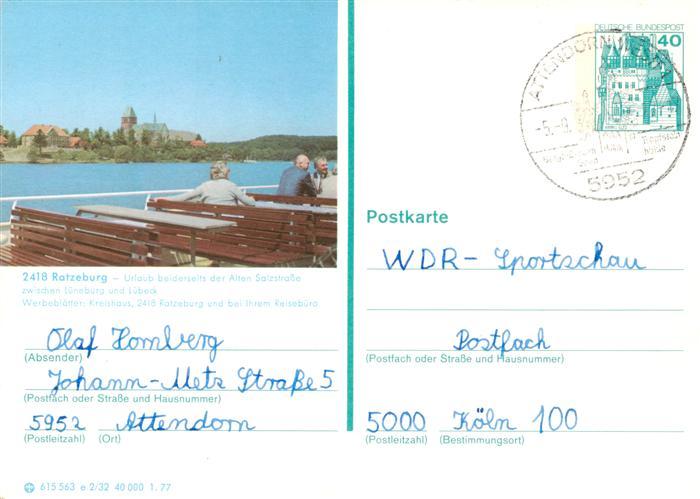 DEUTSCHE BUNDESPOST
40
ATTENDORN
-5.-9.
5952
Postkarte
2418 Ratzeburg – Urlaub beiderseits der Alten Salzstraße
zwischen Lüneburg und Lübeck
Werbeblätter: Kreishaus, 2418 Ratzeburg und bei Ihrem Reisebüro
Olaf Homberg
(Absender)
Johann-Metz Straße 5
(Postfach oder Straße und Hausnummer)
5952 Attendorn
(Postleitzahl) (Ort)
WDR- Sportschau
Postfach
(Postfach oder Straße und Hausnummer)
5000 Köln 100
(Postleitzahl) (Bestimmungsort)
615 563 e 2/32 40 000 1.77